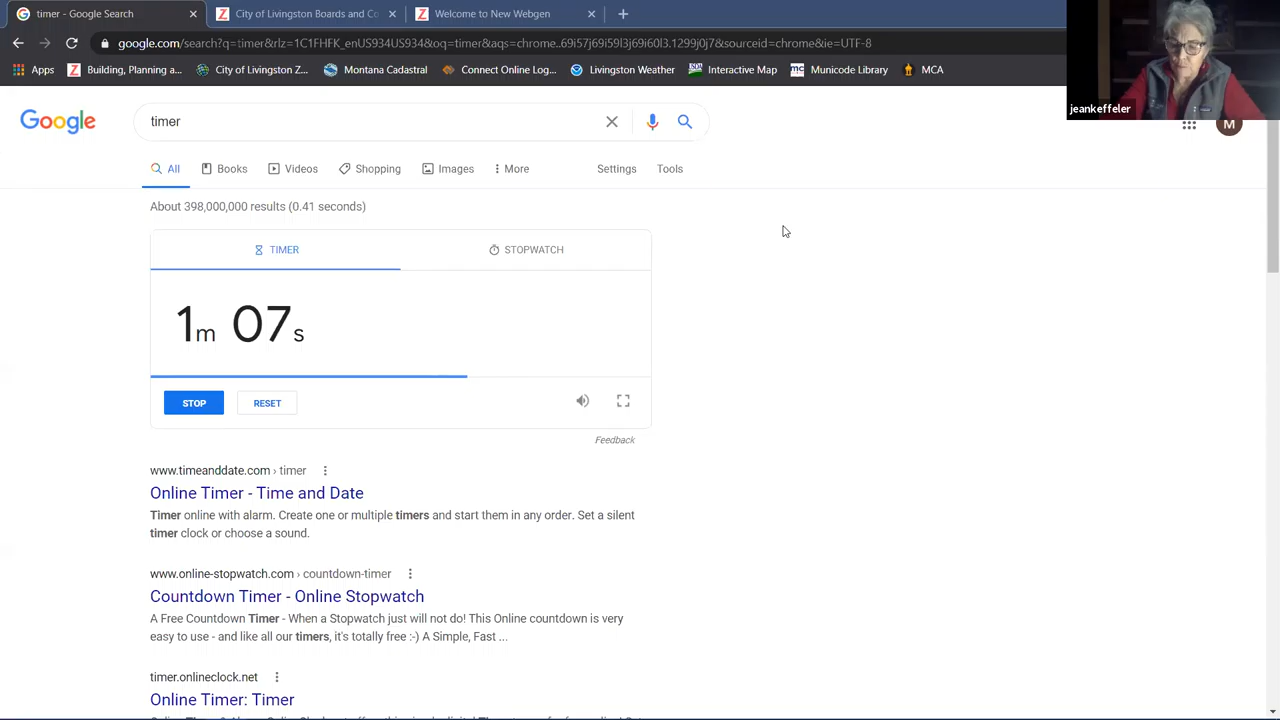 timer - Google Search
City of Livingston Boards and Co
Welcome to New Webgen
google.com/search?q=timer&rlz=1C1FHFK_enUS934US934&oq=timer&aqs=chrome..69i57j69i59l3j69i60l3.1299j0j7&sourceid=chrome&ie=UTF-8
Apps
Building, Planning a...
City of Livingston Z...
Montana Cadastral
Connect Online Log...
Livingston Weather
Interactive Map
Municode Library
MCA
jeankeffeler
Google
timer
M
All
Books
Videos
Shopping
Images
More
Settings
Tools
About 398,000,000 results (0.41 seconds)
TIMER
STOPWATCH
1m 07s
STOP
RESET
Feedback
www.timeanddate.com › timer
Online Timer - Time and Date
Timer online with alarm. Create one or multiple timers and start them in any order. Set a silent
timer clock or choose a sound.
www.online-stopwatch.com › countdown-timer
Countdown Timer - Online Stopwatch
A Free Countdown Timer - When a Stopwatch just will not do! This Online countdown is very
easy to use - and like all our timers, it's totally free :-) A Simple, Fast ...
timer.onlineclock.net
Online Timer: Timer